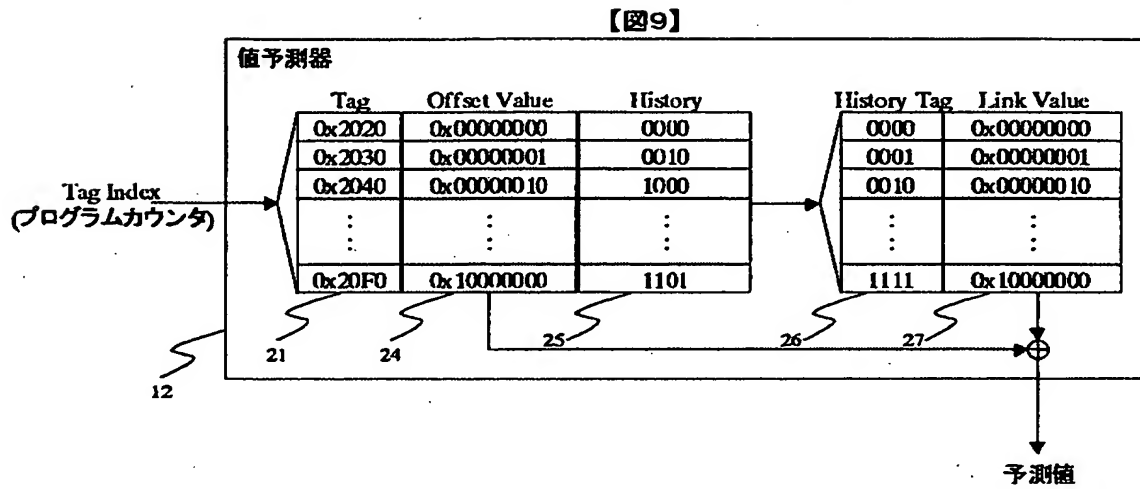 【図9】
値予測器
Tag Offset Value History
0x2020 0x00000000 0000
0x2030 0x00000001 0010
0x2040 0x00000010 1000
⋮ ⋮ ⋮
0x20F0 0x10000000 1101
History Tag Link Value
0000 0x00000000
0001 0x00000001
0010 0x00000010
⋮ ⋮
1111 0x10000000
Tag Index
(プログラムカウンタ)
21 24 25 26 27
12
予測値